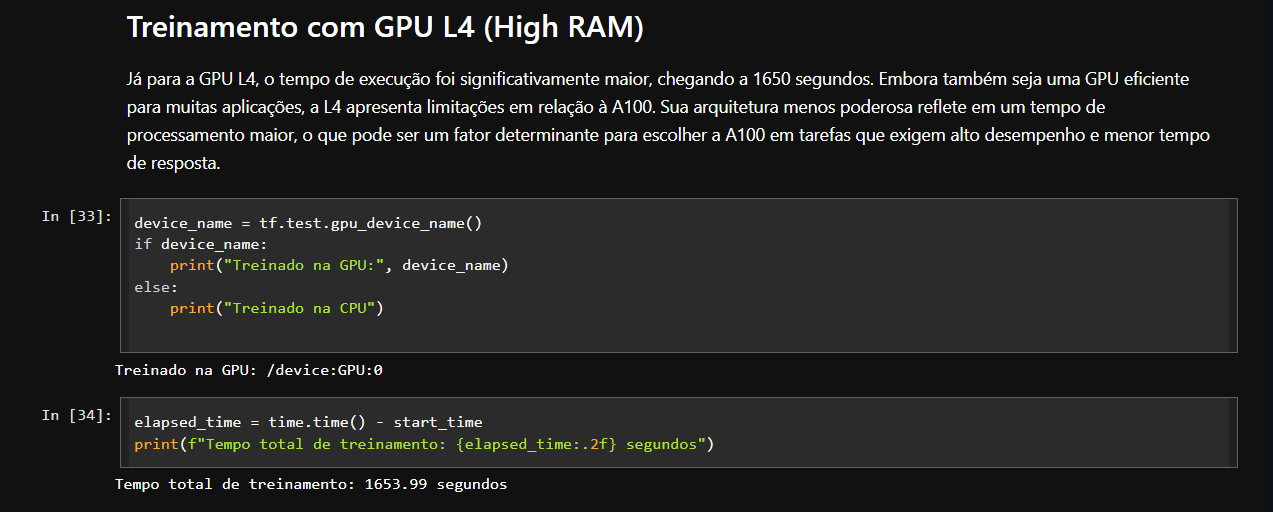 Treinamento com GPU L4 (High RAM)
Já para a GPU L4, o tempo de execução foi significativamente maior, chegando a 1650 segundos. Embora também seja uma GPU eficiente
para muitas aplicações, a L4 apresenta limitações em relação à A100. Sua arquitetura menos poderosa reflete em um tempo de
processamento maior, o que pode ser um fator determinante para escolher a A100 em tarefas que exigem alto desempenho e menor tempo
de resposta.
In [33]:
device_name = tf.test.gpu_device_name()
if device_name:
    print("Treinado na GPU:", device_name)
else:
    print("Treinado na CPU")
Treinado na GPU: /device:GPU:0
In [34]:
elapsed_time = time.time() - start_time
print(f"Tempo total de treinamento: {elapsed_time:.2f} segundos")
Tempo total de treinamento: 1653.99 segundos